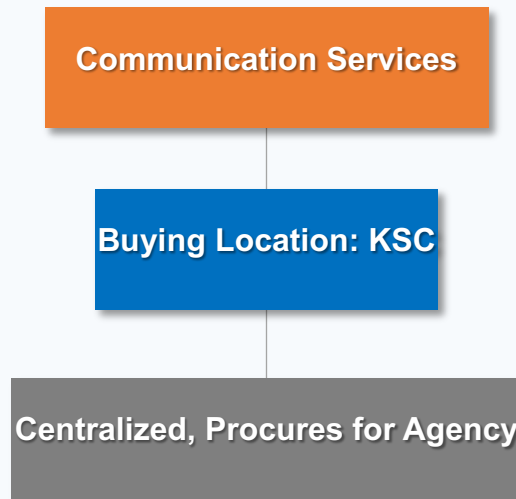 Communication Services
Buying Location: KSC
Centralized, Procures for Agency